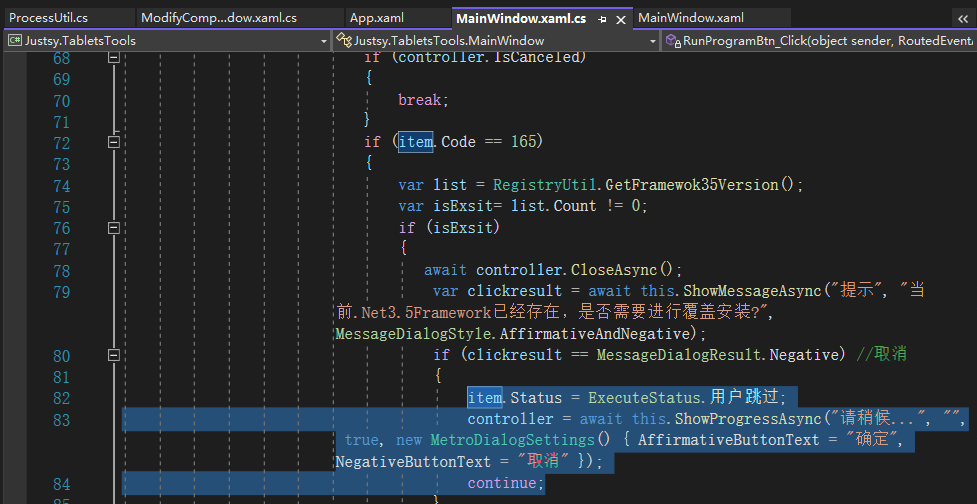 ProcessUtil.cs ModifyComp...dow.xaml.cs App.xaml MainWindow.xaml.cs MainWindow.xaml
C# Justsy.TabletsTools Justsy.TabletsTools.MainWindow RunProgramBtn_Click(object sender, RoutedEvent
68 if (controller.IsCanceled)
69 {
70 break;
71 }
72 if (item.Code == 165)
73 {
74 var list = RegistryUtil.GetFramewok35Version();
75 var isExsit= list.Count != 0;
76 if (isExsit)
77 {
78 await controller.CloseAsync();
79 var clickresult = await this.ShowMessageAsync("提示", "当
前.Net3.5Framework已经存在，是否需要进行覆盖安装?",
MessageDialogStyle.AffirmativeAndNegative);
80 if (clickresult == MessageDialogResult.Negative) //取消
81 {
82 item.Status = ExecuteStatus.用户跳过;
83 controller = await this.ShowProgressAsync("请稍候...", "",
true, new MetroDialogSettings() { AffirmativeButtonText = "确定",
NegativeButtonText = "取消" });
84 continue;
85 }